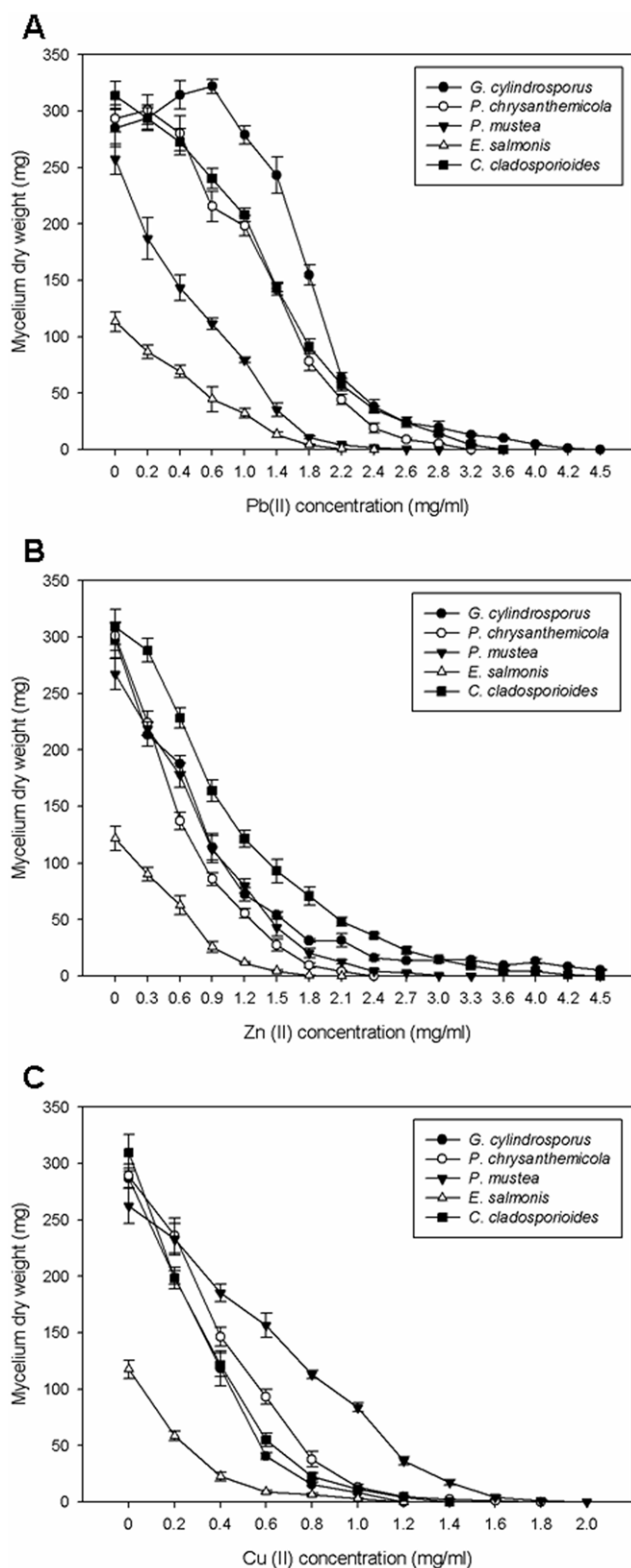 A
350
300
250
200
150
100
50
0
Mycelium dry weight (mg)
G. cylindrosporus
P. chrysanthemicola
P. mustea
E. salmonis
C. cladosporioides
0 0.2 0.4 0.6 1.0 1.4 1.8 2.2 2.4 2.6 2.8 3.2 3.6 4.0 4.2 4.5
Pb(II) concentration (mg/ml)
B
350
300
250
200
150
100
50
0
Mycelium dry weight (mg)
G. cylindrosporus
P. chrysanthemicola
P. mustea
E. salmonis
C. cladosporioides
0 0.3 0.6 0.9 1.2 1.5 1.8 2.1 2.4 2.7 3.0 3.3 3.6 4.0 4.2 4.5
Zn (II) concentration (mg/ml)
C
350
300
250
200
150
100
50
0
Mycelium dry weight (mg)
G. cylindrosporus
P. chrysanthemicola
P. mustea
E. salmonis
C. cladosporioides
0 0.2 0.4 0.6 0.8 1.0 1.2 1.4 1.6 1.8 2.0
Cu (II) concentration (mg/ml)